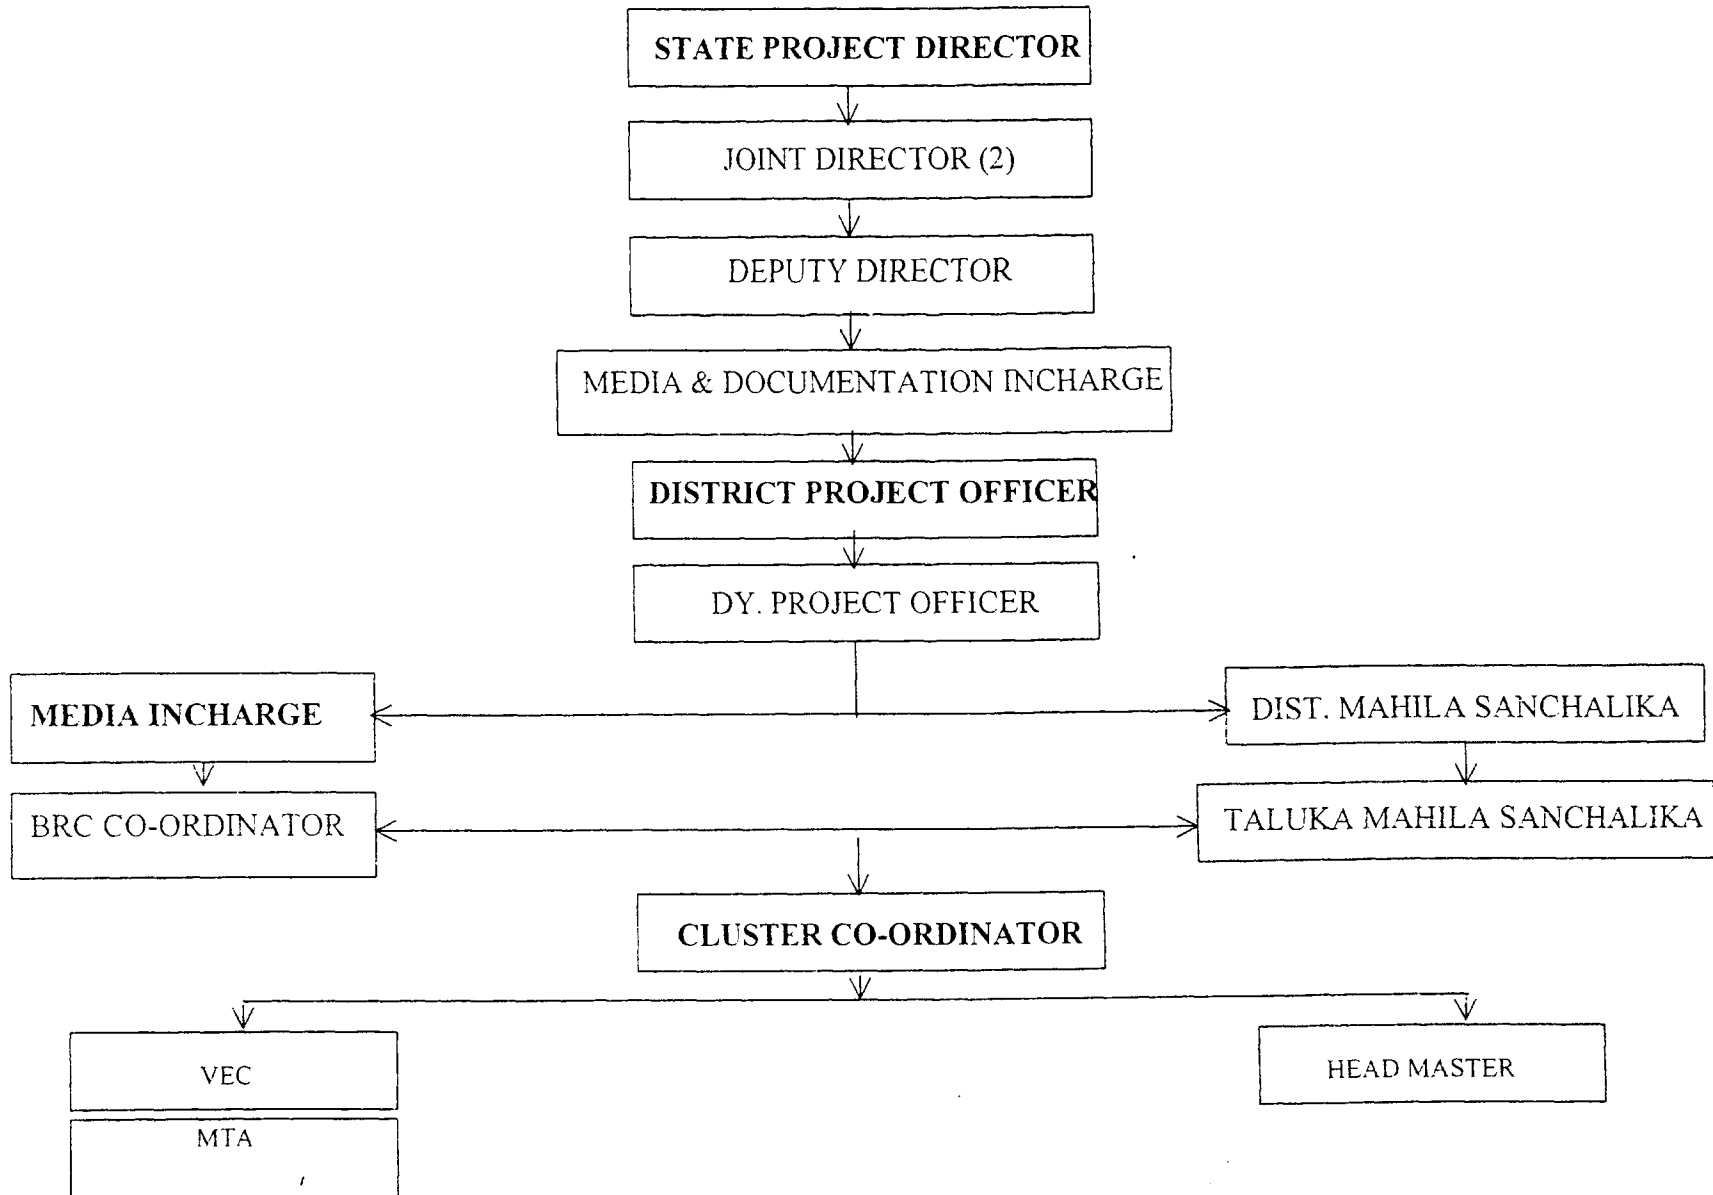 STATE PROJECT DIRECTOR
JOINT DIRECTOR (2)
DEPUTY DIRECTOR
MEDIA & DOCUMENTATION INCHARGE
DISTRICT PROJECT OFFICER
DY. PROJECT OFFICER
MEDIA INCHARGE
DIST. MAHILA SANCHALIKA
BRC CO-ORDINATOR
TALUKA MAHILA SANCHALIKA
CLUSTER CO-ORDINATOR
VEC
HEAD MASTER
MTA